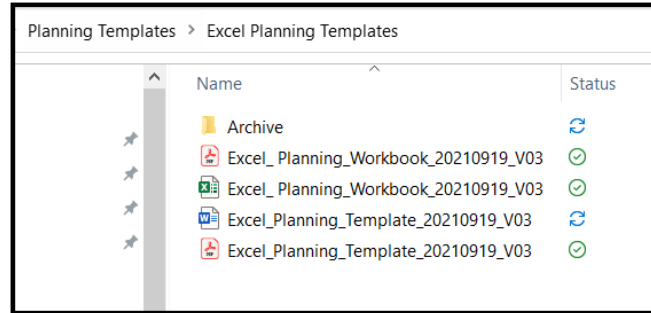 Planning Templates > Excel Planning Templates
Name Status
Archive
Excel_ Planning_Workbook_20210919_V03
Excel_ Planning_Workbook_20210919_V03
Excel_Planning_Template_20210919_V03
Excel_Planning_Template_20210919_V03